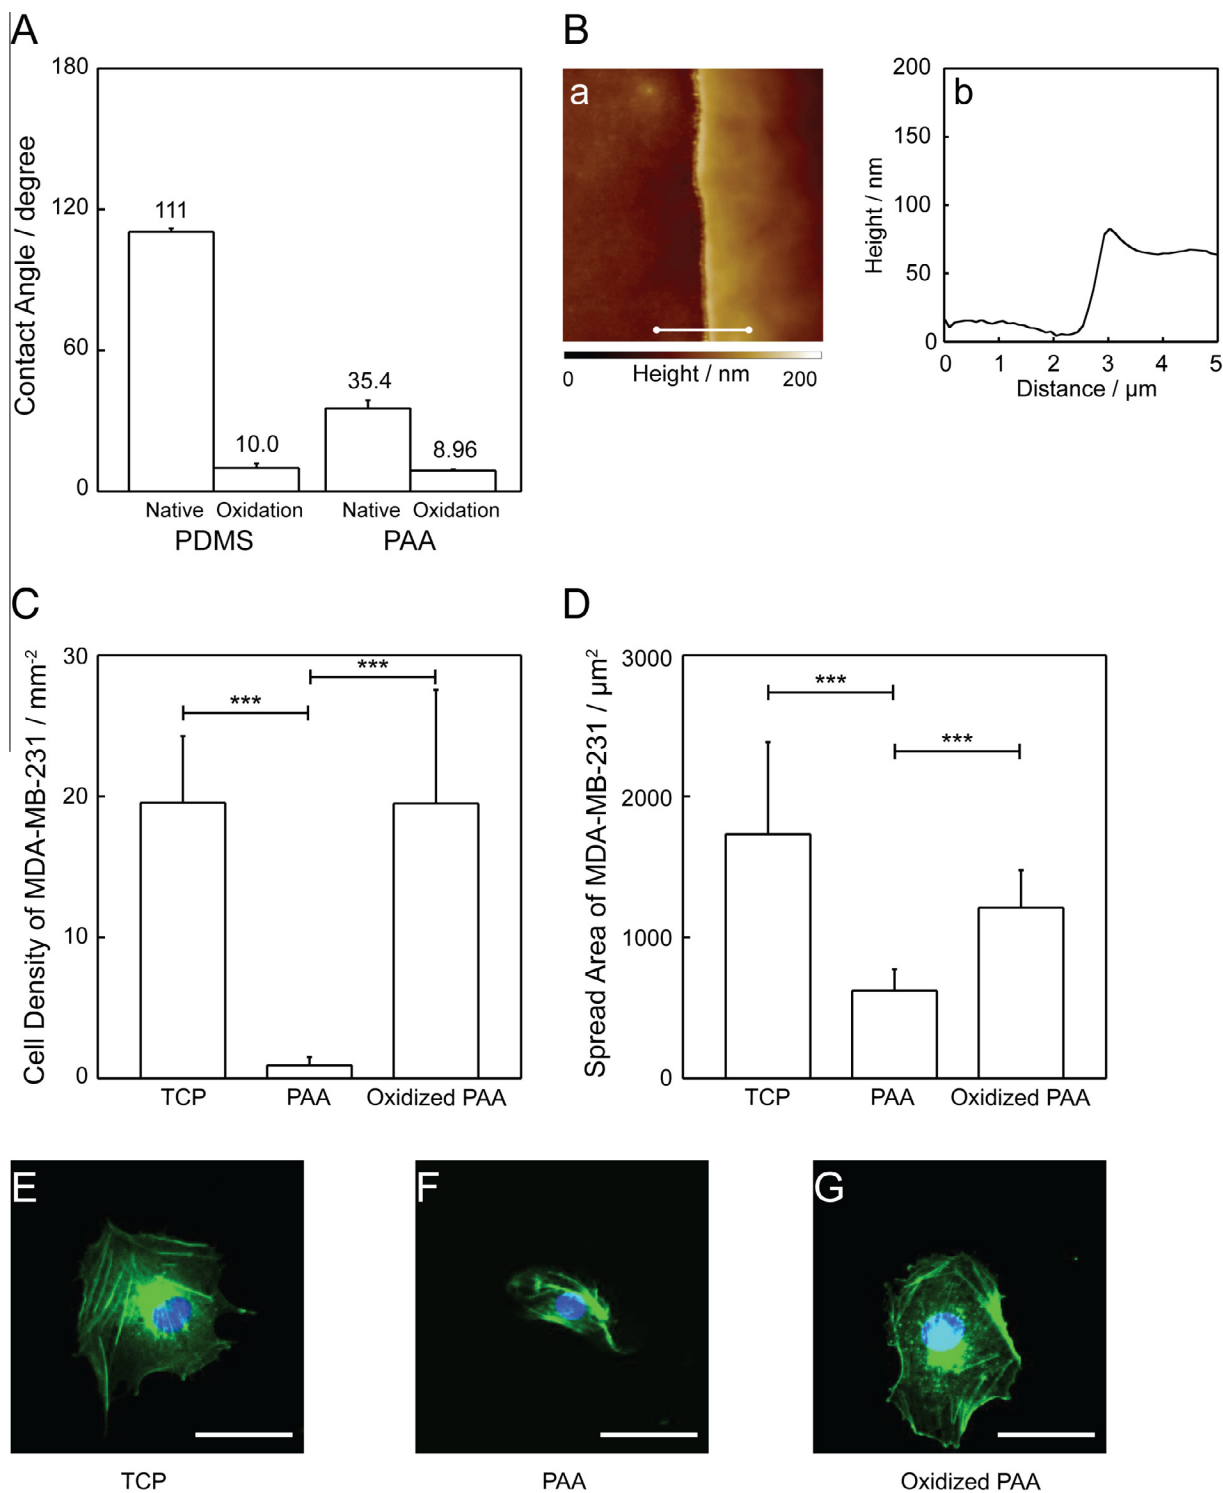 A
180
120
60
0
Contact Angle / degree
111
10.0
35.4
8.96
Native Oxidation Native Oxidation
PDMS PAA
B
a
0 Height / nm 200
b
200
150
100
50
0
Height / nm
0 1 2 3 4 5
Distance / µm
C
30
20
10
0
Cell Density of MDA-MB-231 / mm-2
***
***
TCP PAA Oxidized PAA
D
3000
2000
1000
0
Spread Area of MDA-MB-231 / µm2
***
***
TCP PAA Oxidized PAA
E
TCP
F
PAA
G
Oxidized PAA